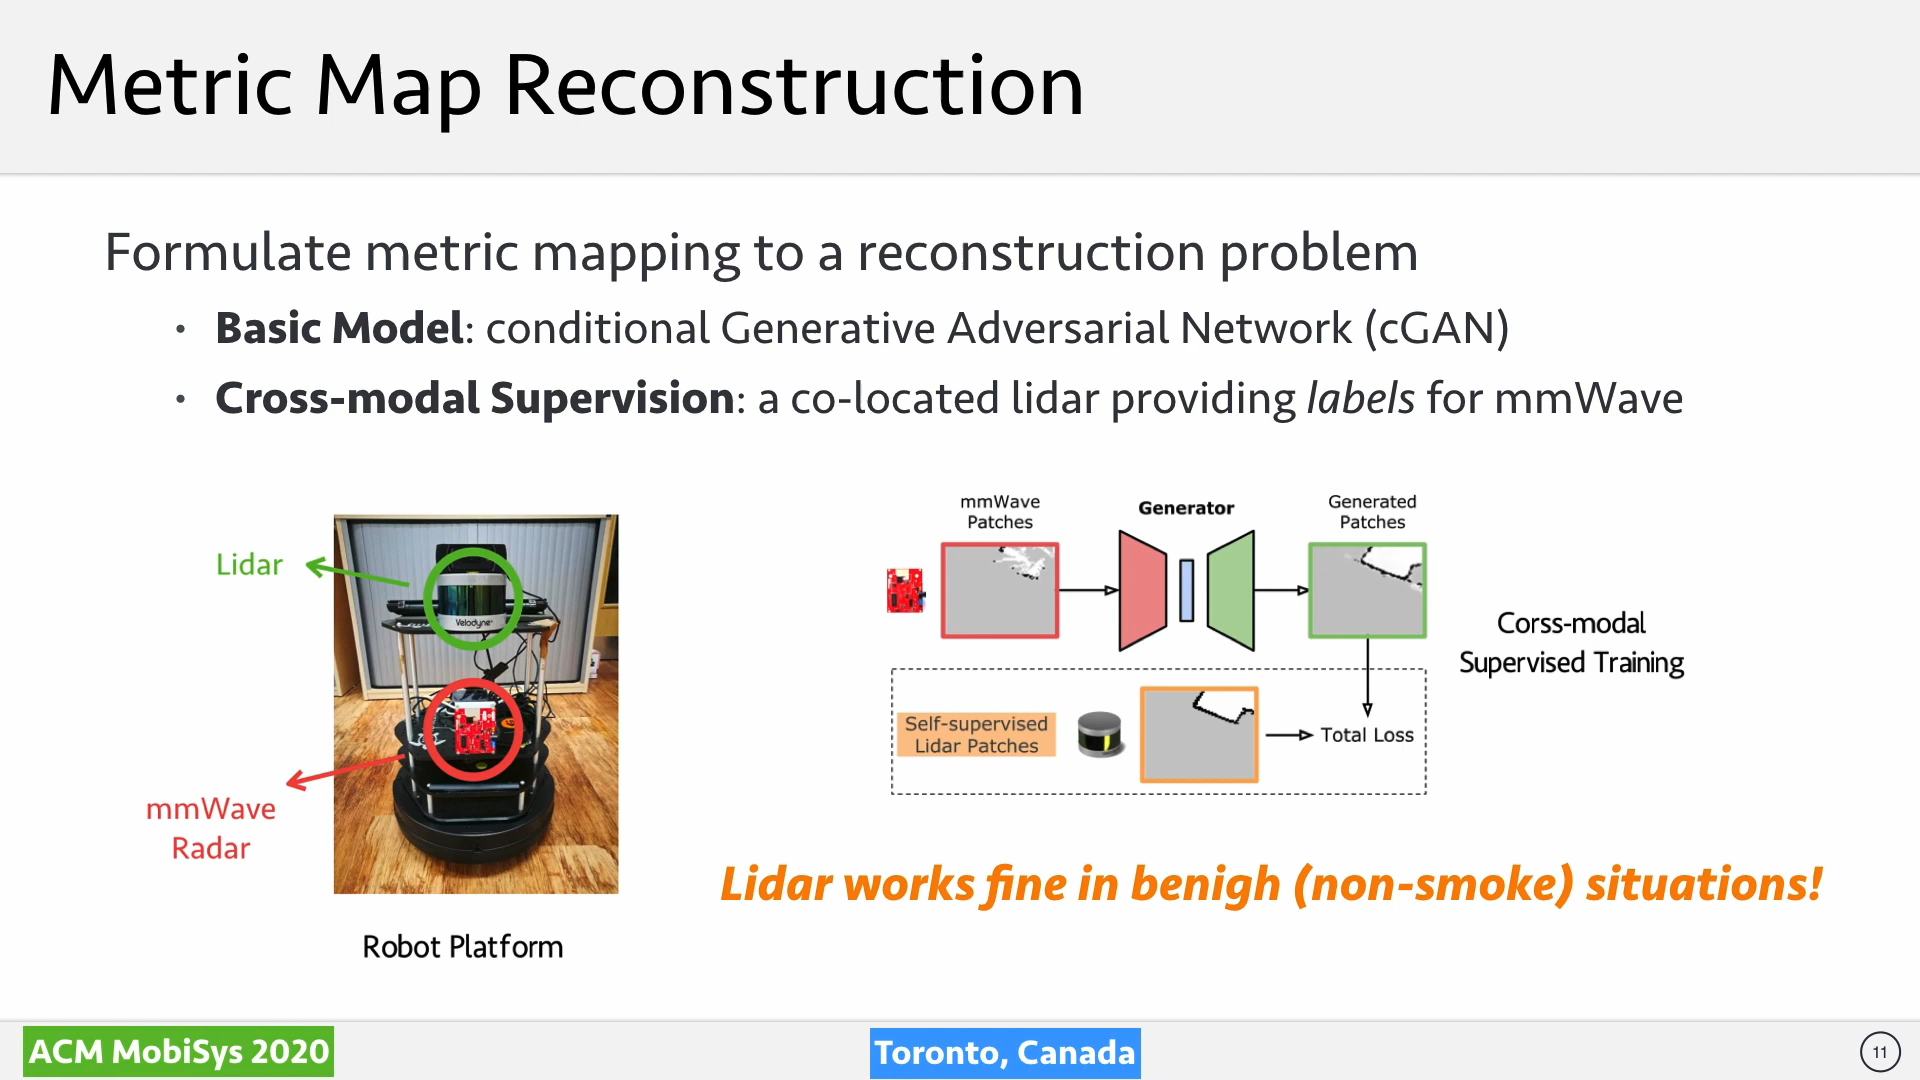 Metric Map Reconstruction
Formulate metric mapping to a reconstruction problem
• Basic Model: conditional Generative Adversarial Network (cGAN)
• Cross-modal Supervision: a co-located lidar providing labels for mmWave
Lidar
Velodyne
mmWave
Radar
Robot Platform
mmWave
Patches
Generator
Generated
Patches
Corss-modal
Supervised Training
Self-supervised
Lidar Patches
Total Loss
Lidar works fine in benigh (non-smoke) situations!
ACM MobiSys 2020
Toronto, Canada
11